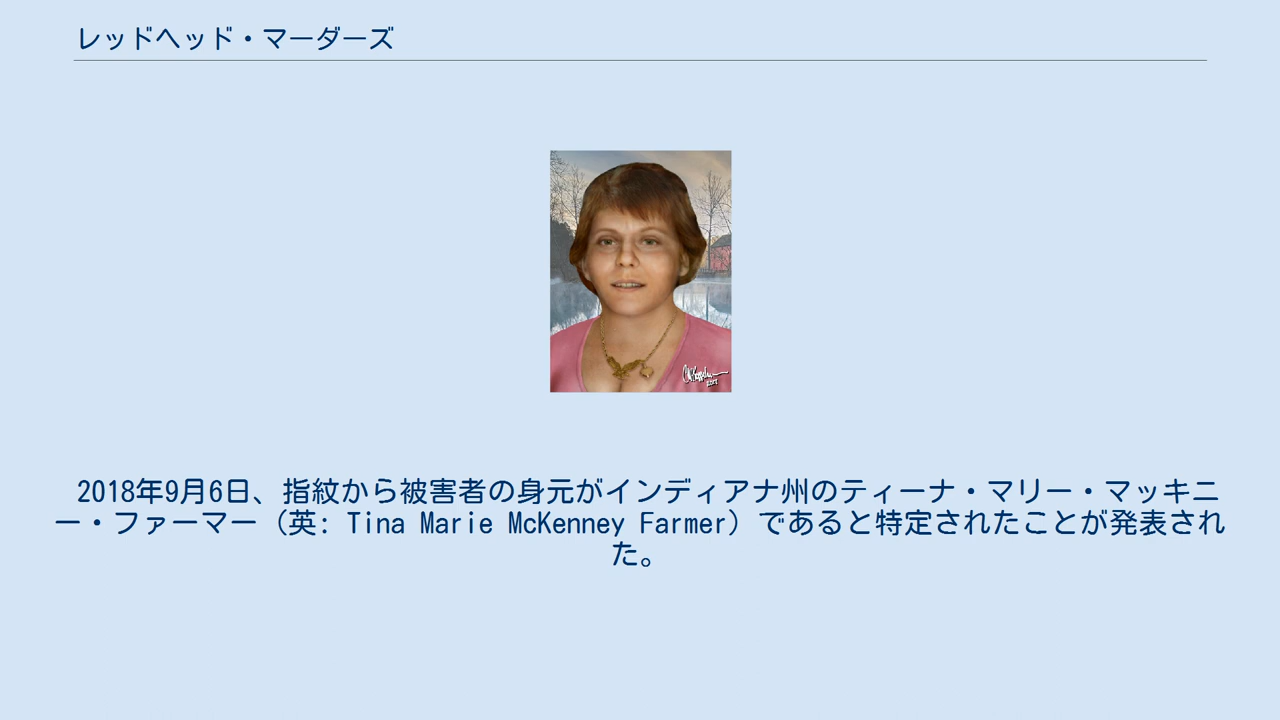 レッドヘッド・マーダーズ
2018年9月6日、指紋から被害者の身元がインディアナ州のティーナ・マリー・マッキニ
ー・ファーマー（英: Tina Marie McKenney Farmer）であると特定されたことが発表され
た。